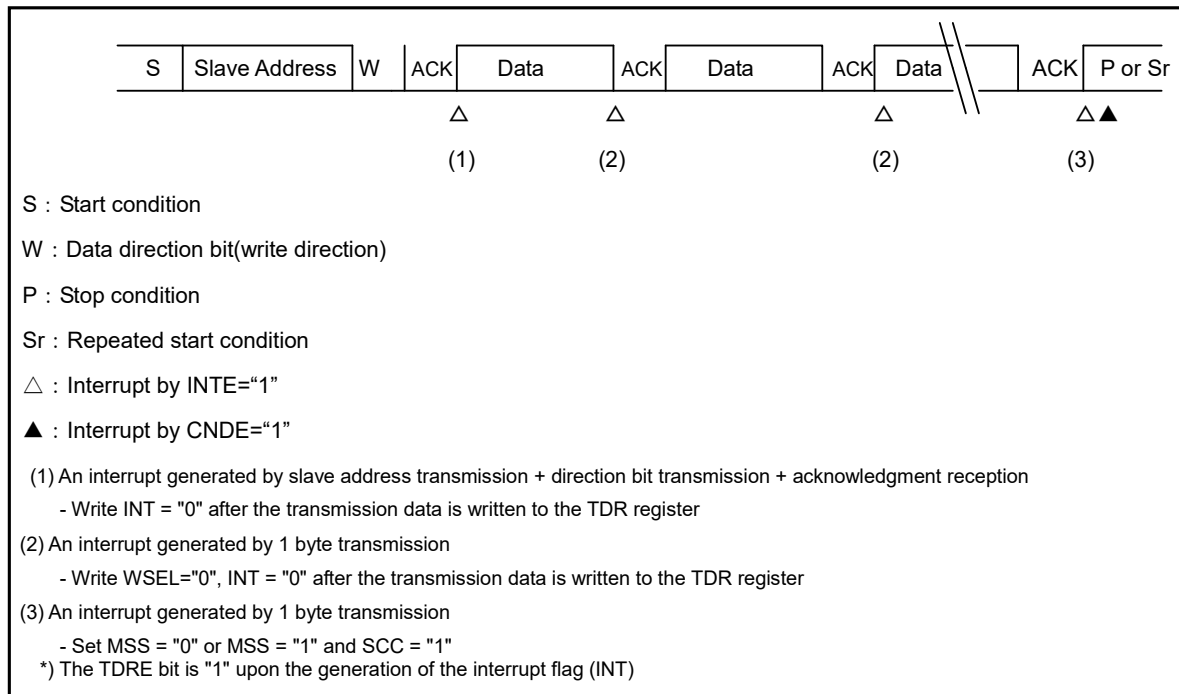 S Slave Address W ACK Data ACK Data ACK Data ACK P or Sr
△ △ △ △ ▲
(1) (2) (2) (3)
S : Start condition
W : Data direction bit(write direction)
P : Stop condition
Sr : Repeated start condition
△ : Interrupt by INTE=“1”
▲ : Interrupt by CNDE=“1”
(1) An interrupt generated by slave address transmission + direction bit transmission + acknowledgment reception
- Write INT = "0" after the transmission data is written to the TDR register
(2) An interrupt generated by 1 byte transmission
- Write WSEL="0", INT = "0" after the transmission data is written to the TDR register
(3) An interrupt generated by 1 byte transmission
- Set MSS = "0" or MSS = "1" and SCC = "1"
*) The TDRE bit is "1" upon the generation of the interrupt flag (INT)